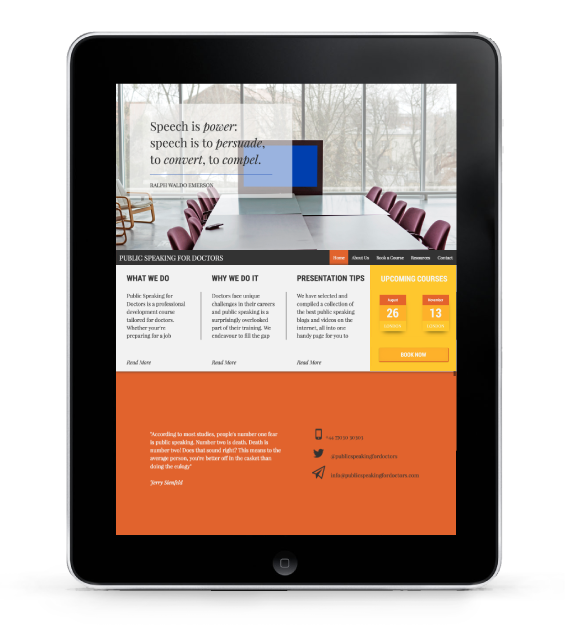 Speech is power:
speech is to persuade,
to convert, to compel.
RALPH WALDO EMERSON
PUBLIC SPEAKING FOR DOCTORS
Home About Us Book a Course Resources Contact
WHAT WE DO
Public Speaking for
Doctors is a professional
development course
tailored for doctors.
Whether you're
preparing for a job
Read More
WHY WE DO IT
Doctors face unique
challenges in their careers
and public speaking is a
surprisingly overlooked
part of their training. We
endeavour to fill the gap
Read More
PRESENTATION TIPS
We have selected and
compiled a collection of
the best public speaking
blogs and videos on the
internet, all into one
handy page for you to
Read More
UPCOMING COURSES
August
26
LONDON
November
13
LONDON
BOOK NOW
"According to most studies, people's number one fear
is public speaking. Number two is death. Death is
number two! Does that sound right? This means to the
average person, you're better off in the casket than
doing the eulogy"
Jerry Sienfeld
@publicspeakingfordoctors
info@publicspeakingfordoctors.com